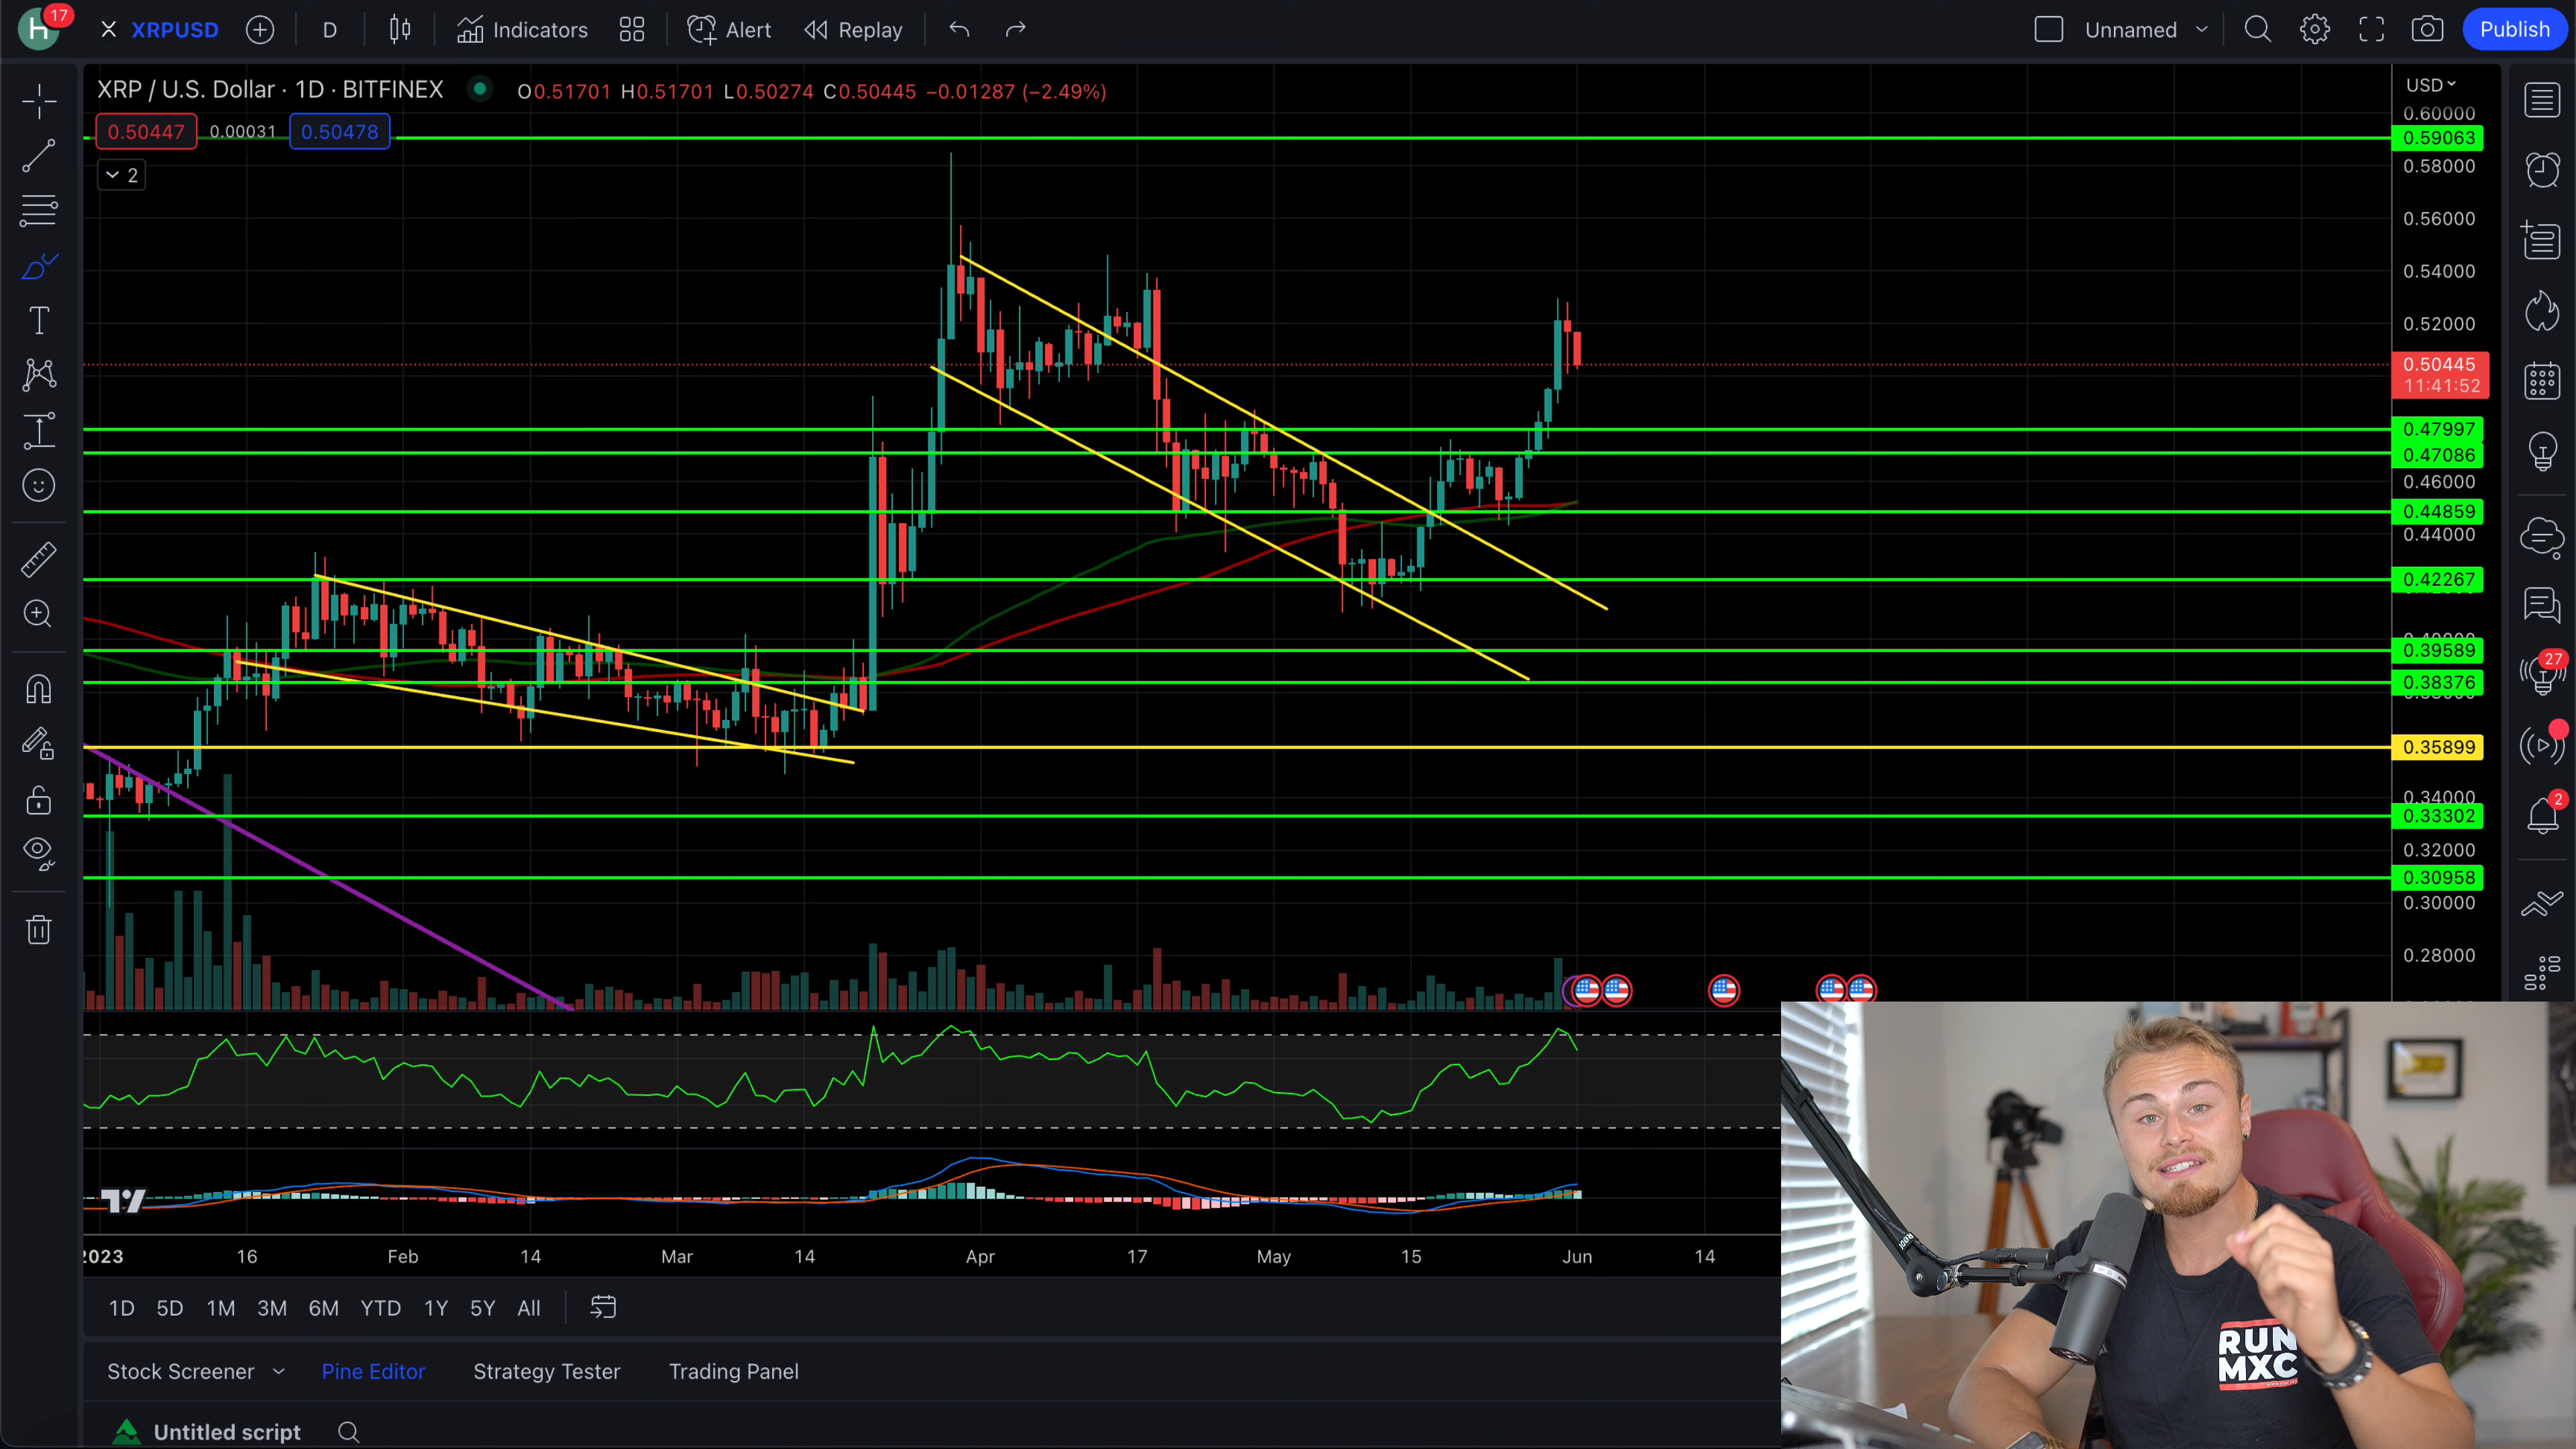 H 17 XRPUSD D Indicators Alert Replay Unnamed Publish
XRP / U.S. Dollar · 1D · BITFINEX O0.51701 H0.51701 L0.50274 C0.50445 −0.01287 (−2.49%) USD
0.60000
0.50447 0.00031 0.50478 0.59063
2 0.58000
0.56000
0.54000
0.52000
0.50445
11:41:52
0.47997
0.47086
0.46000
0.44859
0.44000
0.42267
0.39589
0.38376
27
0.35899
0.34000
2
0.33302
0.32000
0.30958
0.30000
0.28000
2023 16 Feb 14 Mar 14 Apr 17 May 15 Jun 14
1D 5D 1M 3M 6M YTD 1Y 5Y All
RUN
MXC
Stock Screener Pine Editor Strategy Tester Trading Panel
Untitled script